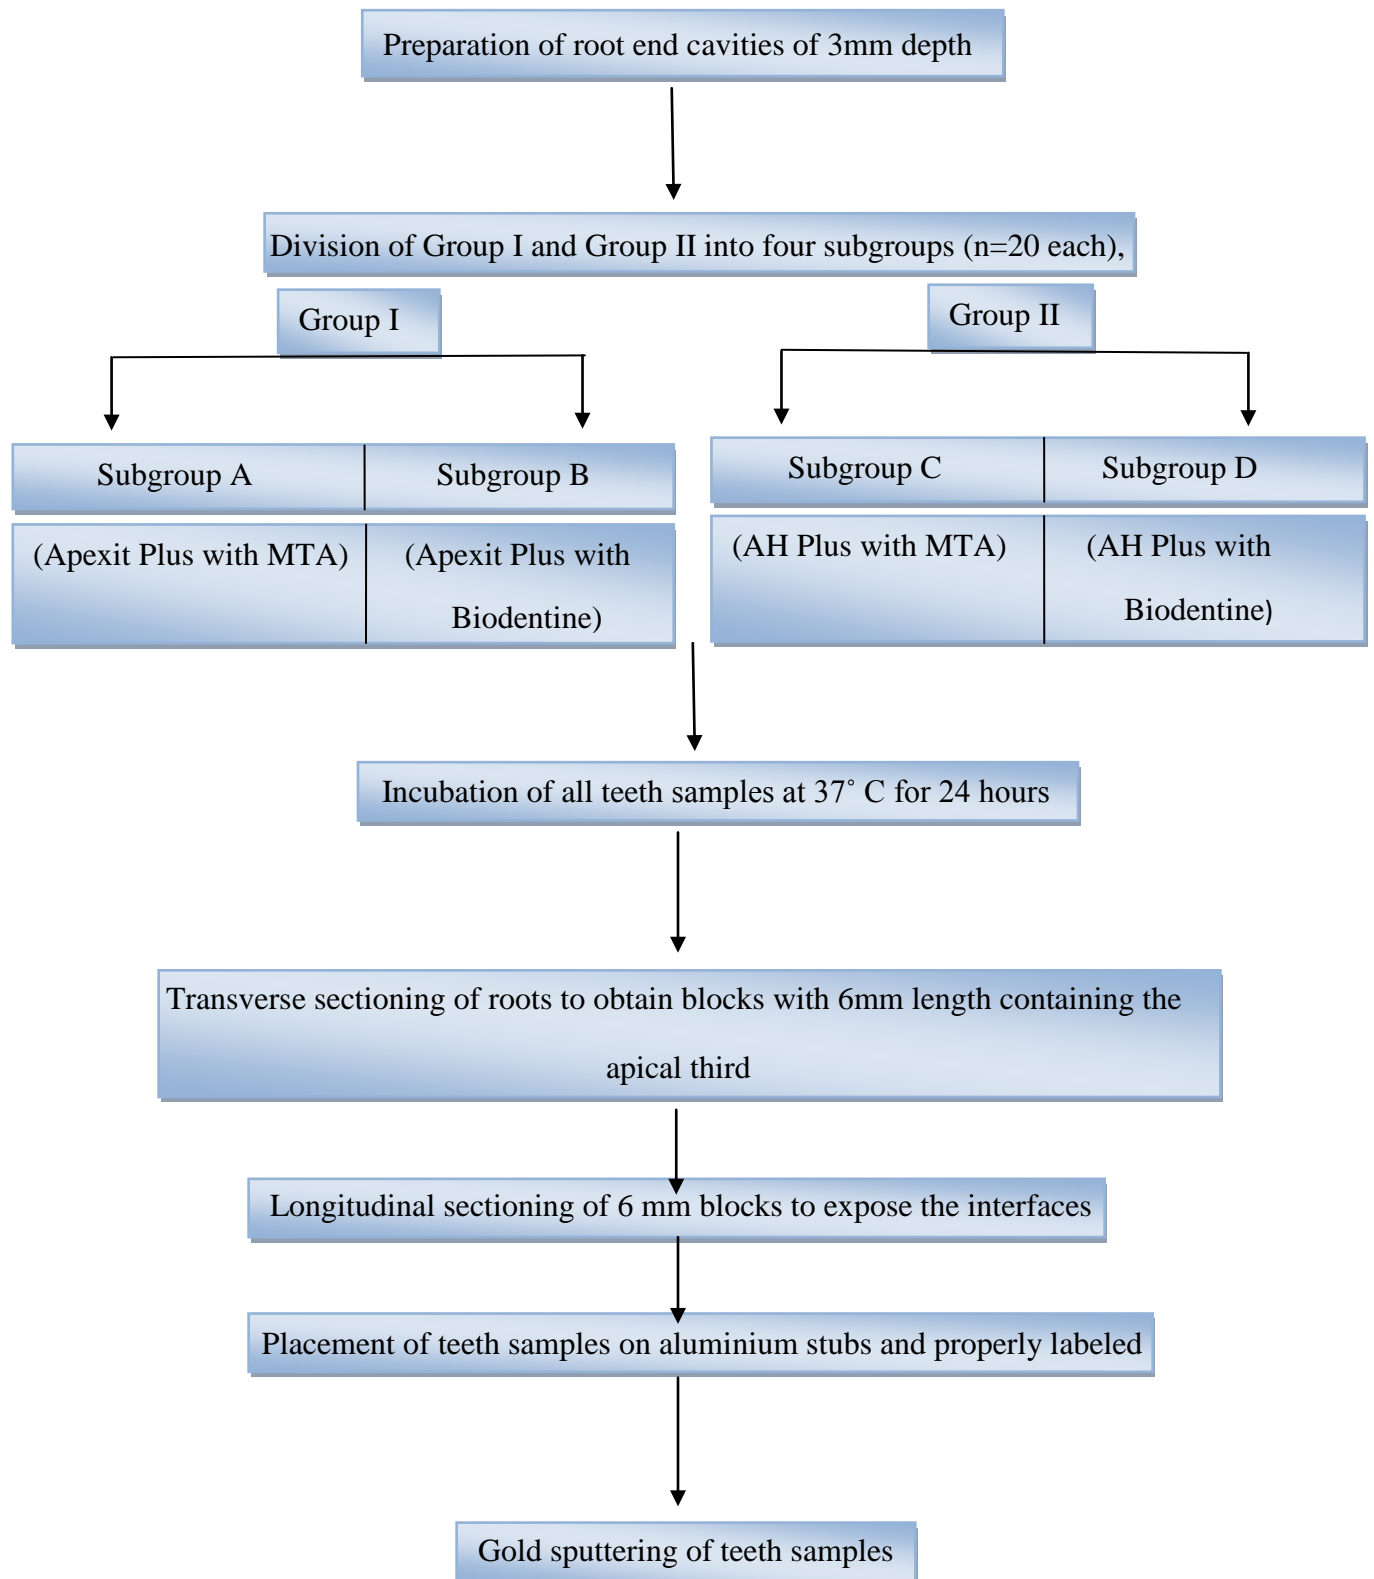 Preparation of root end cavities of 3mm depth
Division of Group I and Group II into four subgroups (n=20 each),
Group I
Group II
Subgroup A
Subgroup B
(Apexit Plus with MTA)
(Apexit Plus with
Biodentine)
Subgroup C
Subgroup D
(AH Plus with MTA)
(AH Plus with
Biodentine)
Incubation of all teeth samples at 37˚ C for 24 hours
Transverse sectioning of roots to obtain blocks with 6mm length containing the
apical third
Longitudinal sectioning of 6 mm blocks to expose the interfaces
Placement of teeth samples on aluminium stubs and properly labeled
Gold sputtering of teeth samples